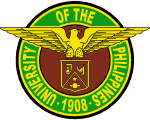 UNIVERSITY OF THE PHILIPPINES
· 1908 ·